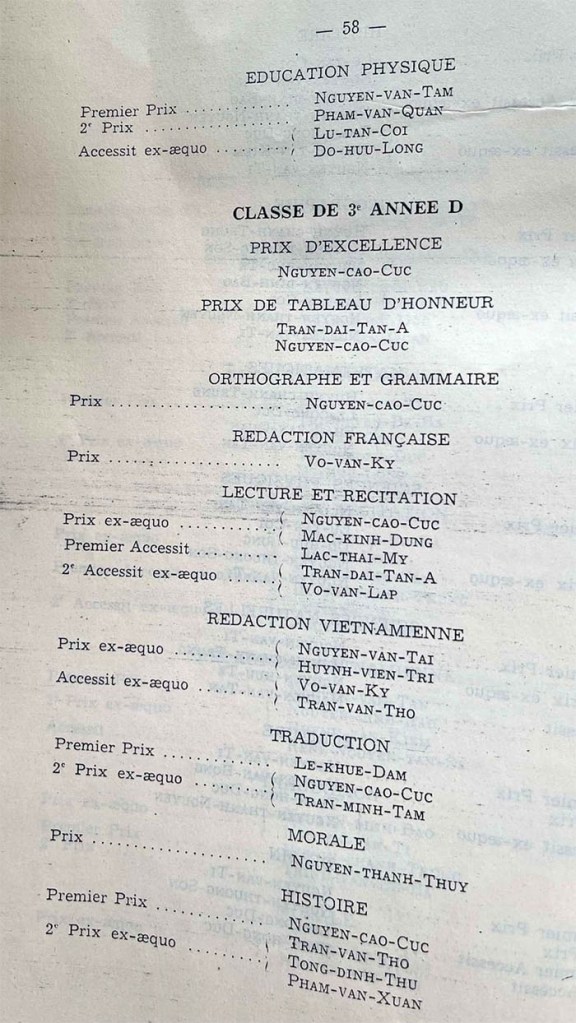 — 58 —
EDUCATION PHYSIQUE
Premier Prix .............. NGUYEN-VAN-TAM
2e Prix .................... PHAM-VAN-QUAN
Accessit ex-æquo ......... ( LU-TAN-COI
DO-HUU-LONG
CLASSE DE 3e ANNEE D
PRIX D'EXCELLENCE
NGUYEN-CAO-CUC
PRIX DE TABLEAU D'HONNEUR
TRAN-DAI-TAN-A
NGUYEN-CAO-CUC
ORTHOGRAPHE ET GRAMMAIRE
Prix ........................ NGUYEN-CAO-CUC
REDACTION FRANÇAISE
Prix ........................ VO-VAN-KY
LECTURE ET RECITATION
Prix ex-æquo ............ ( NGUYEN-CAO-CUC
( MAC-KINH-DUNG
Premier Accessit ............ LAC-THAI-MY
2e Accessit ex-æquo ...... ( TRAN-DAI-TAN-A
( VO-VAN-LAP
REDACTION VIETNAMIENNE
Prix ex-æquo ............ ( NGUYEN-VAN-TAI
( HUYNH-VIEN-TRI
Accessit ex-æquo ......... ( VO-VAN-KY
( TRAN-VAN-THO
TRADUCTION
Premier Prix ............... LE-KHUE-DAM
2e Prix ex-æquo ......... ( NGUYEN-CAO-CUC
( TRAN-MINH-TAM
MORALE
Prix ........................ NGUYEN-THANH-THUY
HISTOIRE
Premier Prix ............... NGUYEN-CAO-CUC
2e Prix ex-æquo ......... ( TRAN-VAN-THO
TONG-DINH-THU
PHAM-VAN-XUAN